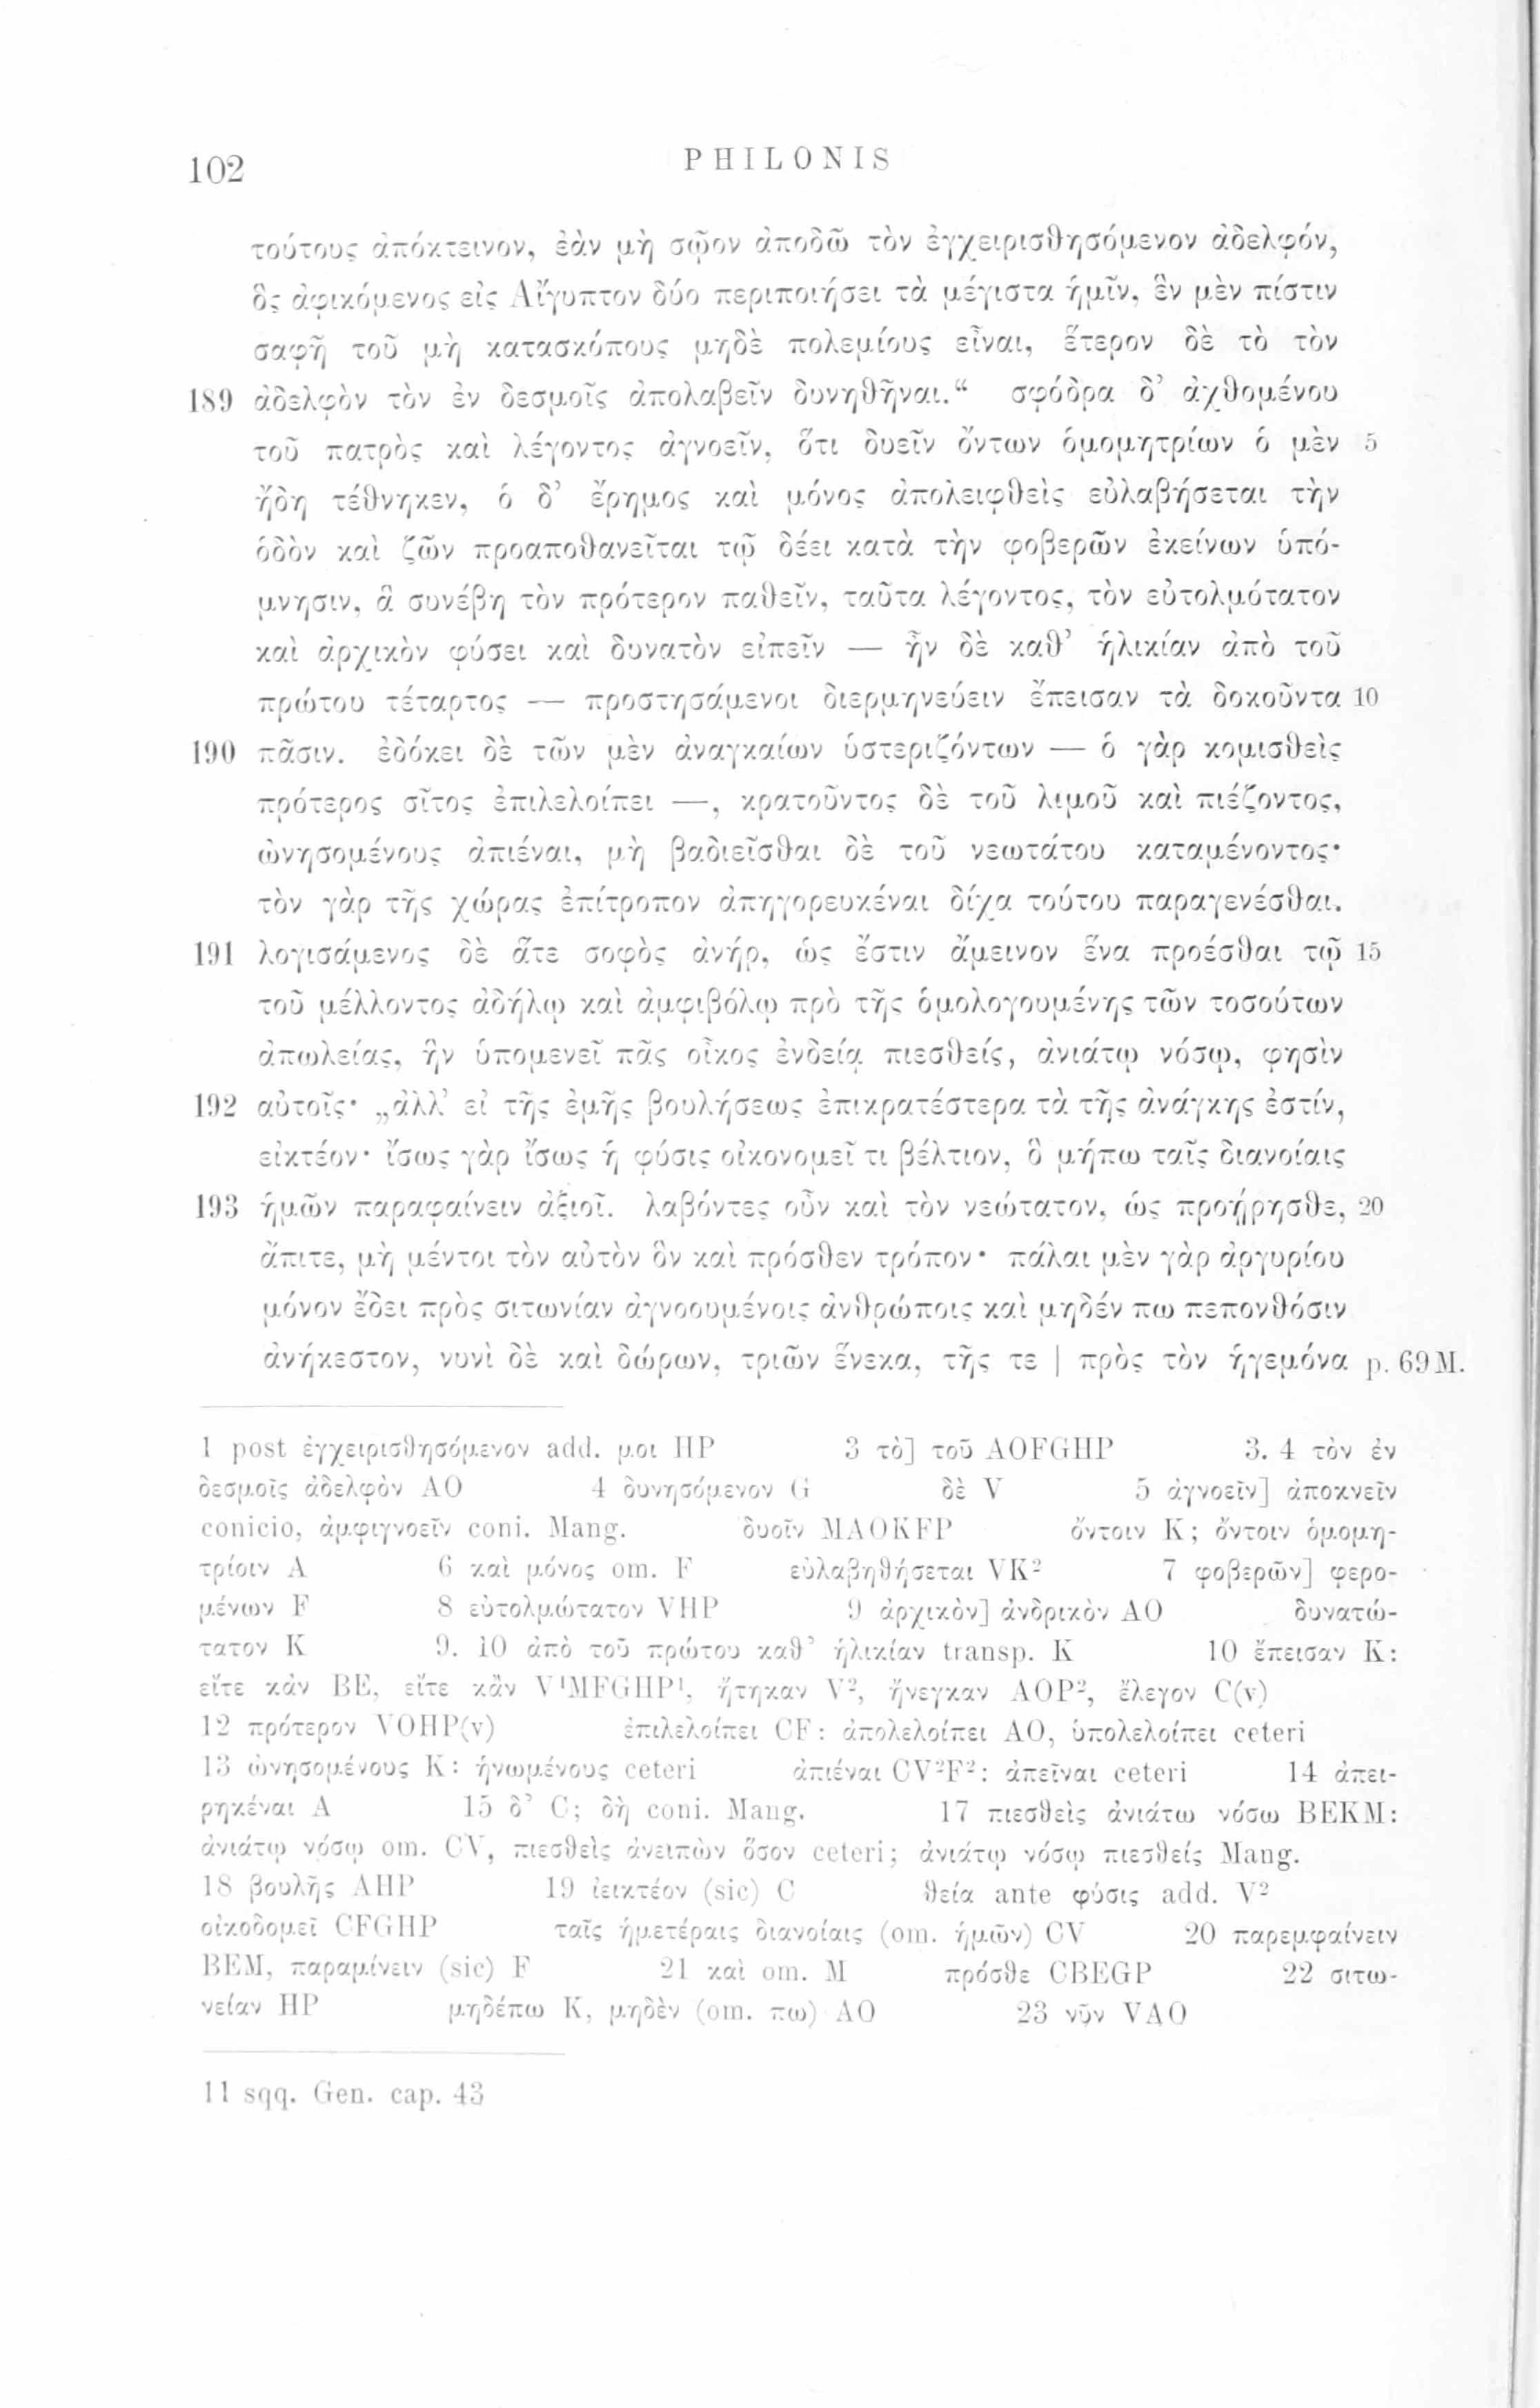 102
PHILONIS
τούτους ἀπόκτεινον, ἐὰν μὴ σῷον ἀποδῶ τὸν ἐγχειρισθησόμενον ἀδελφόν,
ὃς ἀφικόμενος εἰς Αἴγυπτον δύο περιποιήσει τὰ μέγιστα ἡμῖν, ἓν μὲν πίστιν
σαφῆ τοῦ μὴ κατασκόπους μηδὲ πολεμίους εἶναι, ἕτερον δὲ τὸ τὸν
189 ἀδελφὸν τὸν ἐν δεσμοῖς ἀπολαβεῖν δυνηθῆναι.“ σφόδρα δ’ ἀχθομένου
τοῦ πατρὸς καὶ λέγοντος ἀγνοεῖν, ὅτι δυεῖν ὄντων ὁμομητρίων ὁ μὲν 5
ἤδη τέθνηκεν, ὁ δ’ ἔρημος καὶ μόνος ἀπολειφθεὶς εὐλαβήσεται τὴν
ὁδὸν καὶ ζῶν προαποθανεῖται τῷ δέει κατὰ τὴν φοβερῶν ἐκείνων ὑπό-
μνησιν, ἃ συνέβη τὸν πρότερον παθεῖν, ταῦτα λέγοντος, τὸν εὐτολμότατον
καὶ ἀρχικὸν φύσει καὶ δυνατὸν εἰπεῖν — ἦν δὲ καθ’ ἡλικίαν ἀπὸ τοῦ
πρώτου τέταρτος — προστησάμενοι διερμηνεύειν ἔπεισαν τὰ δοκοῦντα 10
190 πᾶσιν. ἐδόκει δὲ τῶν μὲν ἀναγκαίων ὑστεριζόντων — ὁ γὰρ κομισθεὶς
πρότερος σῖτος ἐπιλελοίπει —, κρατοῦντος δὲ τοῦ λιμοῦ καὶ πιέζοντος,
ὠνησομένους ἀπιέναι, μὴ βαδιεῖσθαι δὲ τοῦ νεωτάτου καταμένοντος·
τὸν γὰρ τῆς χώρας ἐπίτροπον ἀπηγορευκέναι δίχα τούτου παραγενέσθαι.
191 λογισάμενος δὲ ἅτε σοφὸς ἀνήρ, ὡς ἔστιν ἄμεινον ἕνα προέσθαι τῷ 15
τοῦ μέλλοντος ἀδήλῳ καὶ ἀμφιβόλῳ πρὸ τῆς ὁμολογουμένης τῶν τοσούτων
ἀπωλείας, ἣν ὑπομενεῖ πᾶς οἶκος ἐνδείᾳ πιεσθείς, ἀνιάτῳ νόσῳ, φησὶν
192 αὐτοῖς· „ἀλλ’ εἰ τῆς ἐμῆς βουλήσεως ἐπικρατέστερα τὰ τῆς ἀνάγκης ἐστίν,
εἰκτέον· ἴσως γὰρ ἴσως ἡ φύσις οἰκονομεῖ τι βέλτιον, ὃ μήπω ταῖς διανοίαις
193 ἡμῶν παραφαίνειν ἀξιοῖ. λαβόντες οὖν καὶ τὸν νεώτατον, ὡς προῄρησθε, 20
ἄπιτε, μὴ μέντοι τὸν αὐτὸν ὃν καὶ πρόσθεν τρόπον· πάλαι μὲν γὰρ ἀργυρίου
μόνον ἔδει πρὸς σιτωνίαν ἀγνοουμένοις ἀνθρώποις καὶ μηδέν πω πεπονθόσιν
ἀνήκεστον, νυνὶ δὲ καὶ δώρων, τριῶν ἕνεκα, τῆς τε | πρὸς τὸν ἡγεμόνα p. 69 M.
1 post ἐγχειρισθησόμενον add. μοι HP 3 τὸ] τοῦ AOFGHP 3. 4 τὸν ἐν
δεσμοῖς ἀδελφὸν AO 4 δυνησόμενον G δὲ V 5 ἀγνοεῖν] ἀποκνεῖν
conicio, ἀμφιγνοεῖν coni. Mang. δυοῖν MAOKFP ὄντοιν K; ὄντοιν ὁμομη-
τρίοιν A 6 καὶ μόνος om. F εὐλαβηθήσεται VK² 7 φοβερῶν] φερο-
μένων F 8 εὐτολμώτατον VHP 9 ἀρχικὸν] ἀνδρικὸν AO δυνατώ-
τατον K 9. 10 ἀπὸ τοῦ πρώτου καθ’ ἡλικίαν transp. K 10 ἔπεισαν K:
εἴτε κἀν BE, εἴτε κἂν V¹MFGHP¹, ᾔτηκαν V², ἤνεγκαν AOP², ἔλεγον C(v)
12 πρότερον VOHP(v) ἐπιλελοίπει CF: ἀπολελοίπει AO, ὑπολελοίπει ceteri
13 ὠνησομένους K: ἡνωμένους ceteri ἀπιέναι CV²F²: ἀπεῖναι ceteri 14 ἀπει-
ρηκέναι A 15 δ’ C; δὴ coni. Mang. 17 πιεσθεὶς ἀνιάτω νόσω BEKM:
ἀνιάτῳ νόσῳ om. CV, πιεσθεὶς ἀνειπὼν ὅσον ceteri; ἀνιάτῳ νόσῳ πιεσθείς Mang.
18 βουλῆς AHP 19 ἰεικτέον (sic) C θεία ante φύσις add. V²
οἰκοδομεῖ CFGHP ταῖς ἡμετέραις διανοίαις (om. ἡμῶν) CV 20 παρεμφαίνειν
BEM, παραμίνειν (sic) F 21 καὶ om. M πρόσθε CBEGP 22 σιτω-
νείαν HP μηδέπω K, μηδὲν (om. πω) AO 23 νῦν VAO
11 sqq. Gen. cap. 43